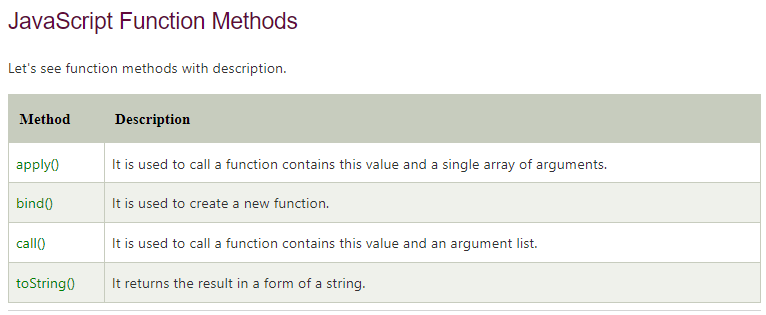 JavaScript Function Methods
Let's see function methods with description.
Method Description
apply() It is used to call a function contains this value and a single array of arguments.
bind() It is used to create a new function.
call() It is used to call a function contains this value and an argument list.
toString() It returns the result in a form of a string.